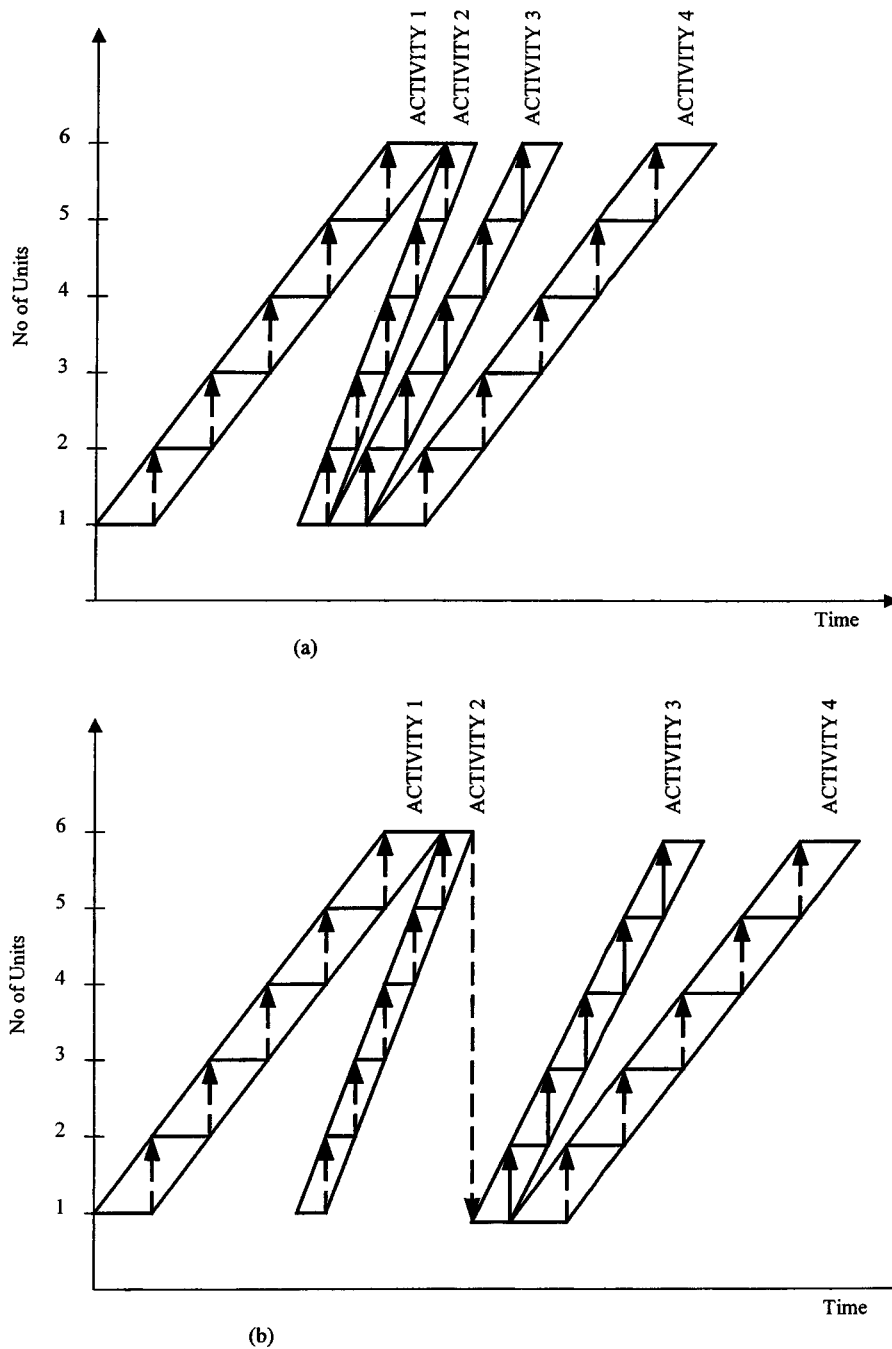 ACTIVITY 1
ACTIVITY 2
ACTIVITY 3
ACTIVITY 4
No of Units
6
5
4
3
2
1
Time
(a)
ACTIVITY 1
ACTIVITY 2
ACTIVITY 3
ACTIVITY 4
No of Units
6
5
4
3
2
1
Time
(b)